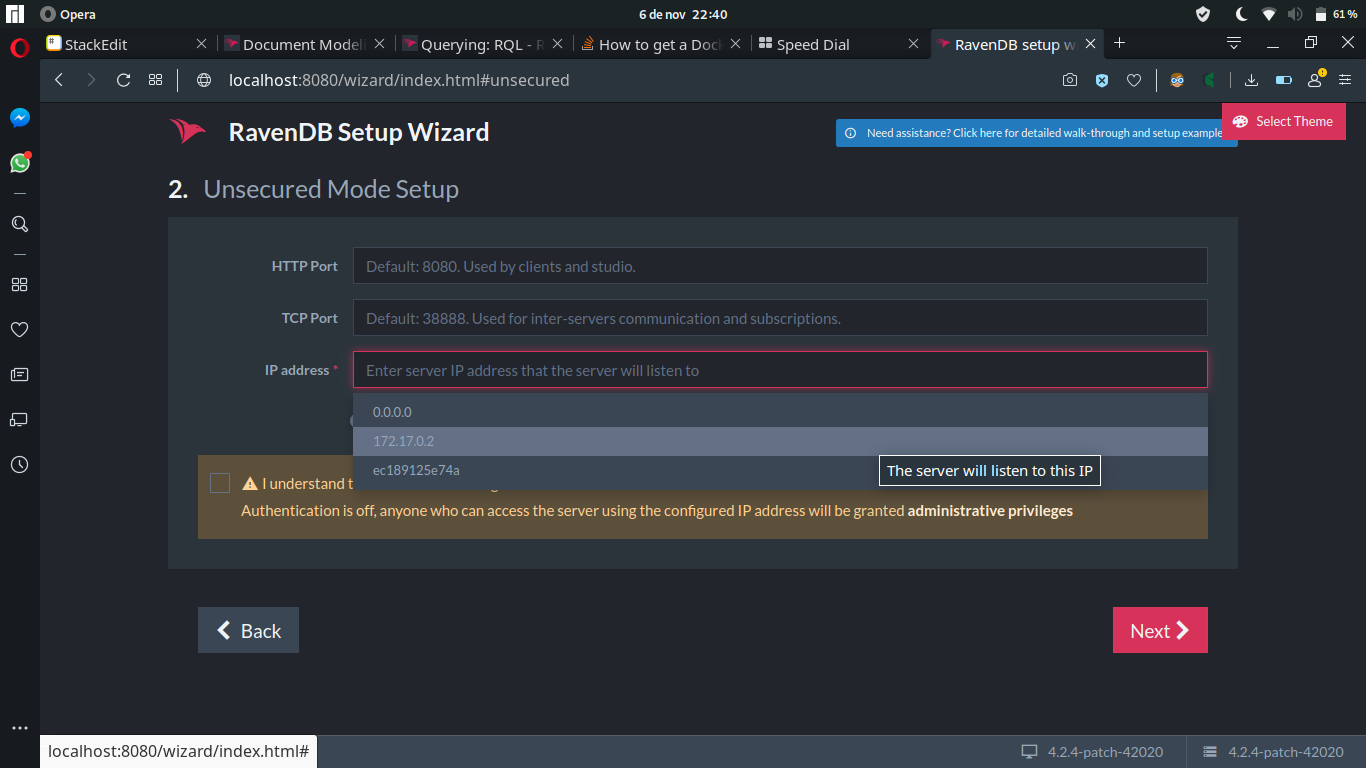 Opera
6 de nov 22:40
61 %
StackEdit
Document Model
Querying: RQL - R
How to get a Doc
Speed Dial
RavenDB setup w
localhost:8080/wizard/index.html#unsecured
RavenDB Setup Wizard
Need assistance? Click here for detailed walk-through and setup example
Select Theme
2. Unsecured Mode Setup
HTTP Port
Default: 8080. Used by clients and studio.
TCP Port
Default: 38888. Used for inter-servers communication and subscriptions.
IP address *
Enter server IP address that the server will listen to
0.0.0.0
172.17.0.2
ec189125e74a
The server will listen to this IP
I understand t
Authentication is off, anyone who can access the server using the configured IP address will be granted administrative privileges
Back
Next
localhost:8080/wizard/index.html#
4.2.4-patch-42020
4.2.4-patch-42020